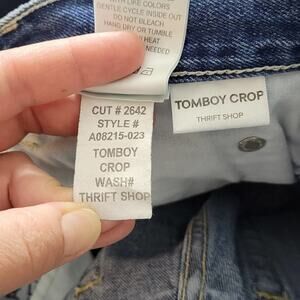 WITH LIKE COLORS
GENTLE CYCLE INSIDE OUT
DO NOT BLEACH
HANG DRY OR TUMBLE
HEAT
NEEDED
CUT # 2642
STYLE #
A08215-023
TOMBOY
CROP
WASH#
THRIFT SHOP
TOMBOY CROP
THRIFT SHOP